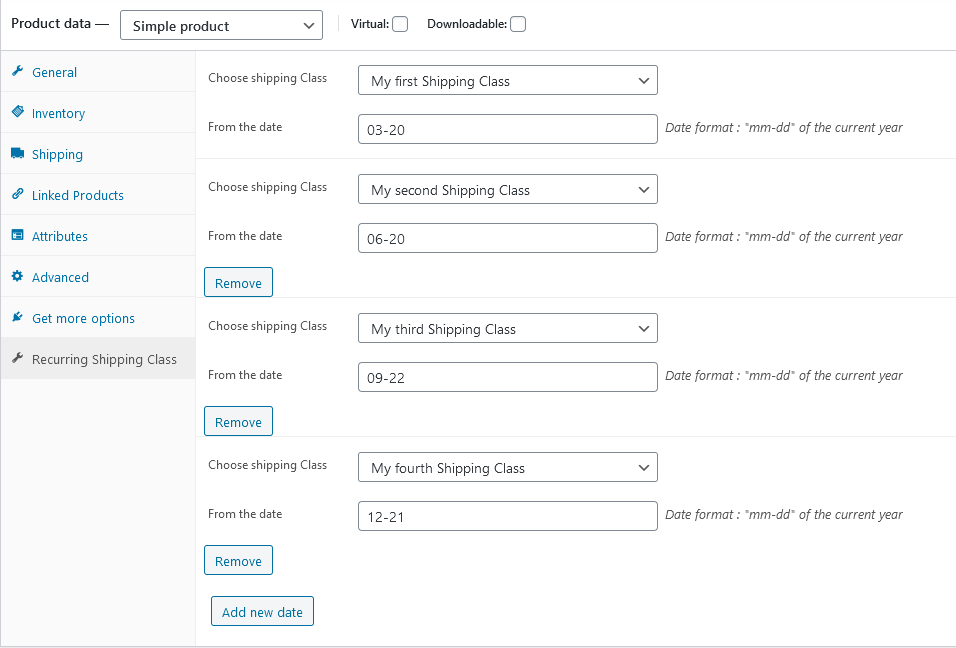 Product data — Simple product Virtual: Downloadable:
General
Inventory
Shipping
Linked Products
Attributes
Advanced
Get more options
Recurring Shipping Class
Choose shipping Class My first Shipping Class
From the date 03-20 Date format : "mm-dd" of the current year
Choose shipping Class My second Shipping Class
From the date 06-20 Date format : "mm-dd" of the current year
Remove
Choose shipping Class My third Shipping Class
From the date 09-22 Date format : "mm-dd" of the current year
Remove
Choose shipping Class My fourth Shipping Class
From the date 12-21 Date format : "mm-dd" of the current year
Remove
Add new date